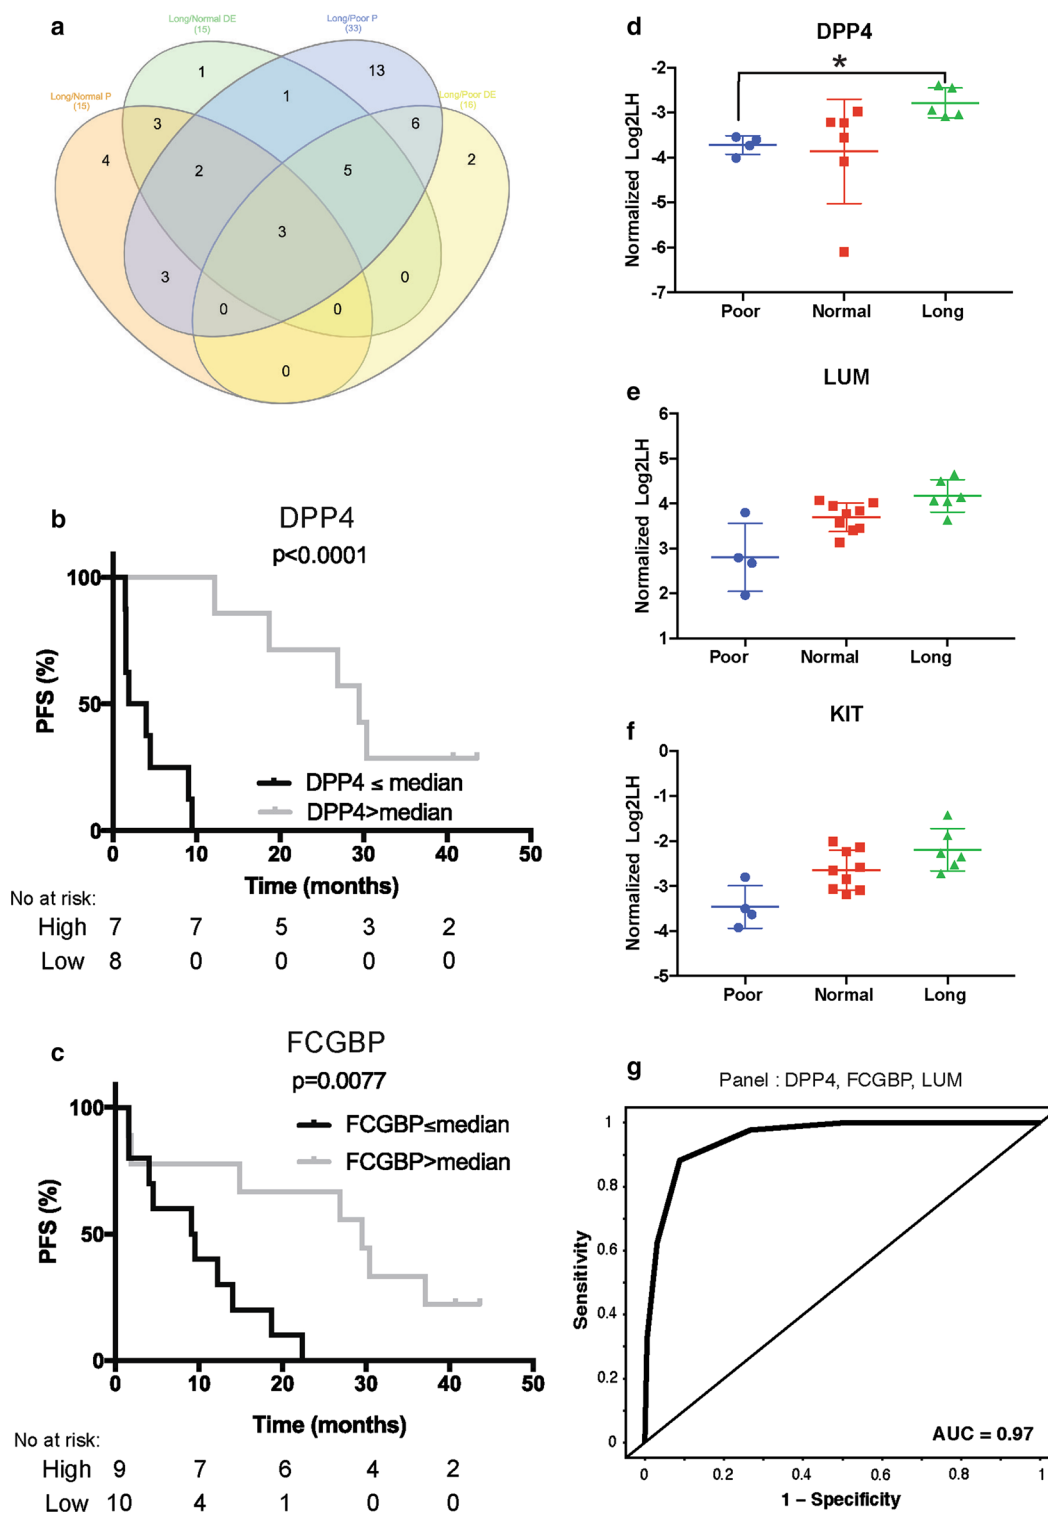 a
Long/Normal DE
(15)
Long/Poor P
(33)
Long/Normal P
(15)
Long/Poor DE
(16)
1
13
1
3
6
4
2
2
5
3
3
0
0
0
0
b
DPP4
p<0.0001
100
50
0
PFS (%)
DPP4 ≤ median
DPP4>median
0 10 20 30 40 50
Time (months)
No at risk:
High 7 7 5 3 2
Low 8 0 0 0 0
c
FCGBP
p=0.0077
100
50
0
PFS (%)
FCGBP≤median
FCGBP>median
0 10 20 30 40 50
Time (months)
No at risk:
High 9 7 6 4 2
Low 10 4 1 0 0
d
DPP4
*
-2
-3
-4
-5
-6
-7
Normalized Log2LH
Poor Normal Long
e
LUM
6
5
4
3
2
1
Normalized Log2LH
Poor Normal Long
f
KIT
0
-1
-2
-3
-4
-5
Normalized Log2LH
Poor Normal Long
g
Panel : DPP4, FCGBP, LUM
1
0.8
0.6
0.4
0.2
0
Sensitivity
AUC = 0.97
0 0.2 0.4 0.6 0.8 1
1 – Specificity